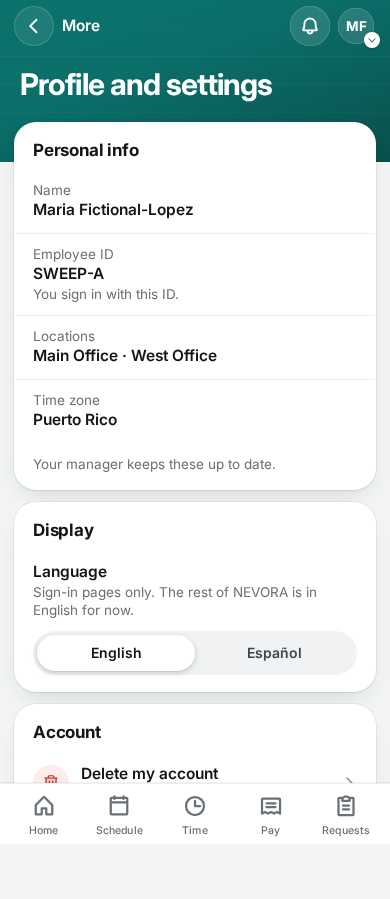 More
MF
Profile and settings
Personal info
Name
Maria Fictional-Lopez
Employee ID
SWEEP-A
You sign in with this ID.
Locations
Main Office · West Office
Time zone
Puerto Rico
Your manager keeps these up to date.
Display
Language
Sign-in pages only. The rest of NEVORA is in
English for now.
English
Español
Account
Delete my account
Home
Schedule
Time
Pay
Requests